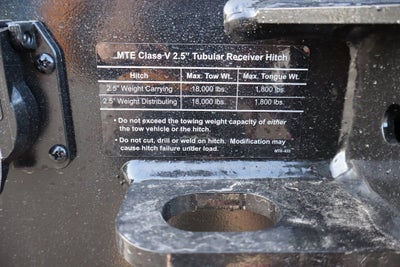 MTE Class V 2.5" Tubular Receiver Hitch
Hitch Max. Tow Wt. Max. Tongue Wt.
2.5" Weight Carrying 18,000 lbs. 1,800 lbs.
2.5" Weight Distributing 18,000 lbs. 1,800 lbs.
• Do not exceed the towing weight capacity of either
the tow vehicle or the hitch.
• Do not cut, drill or weld on hitch. Modification may
cause hitch failure under load.